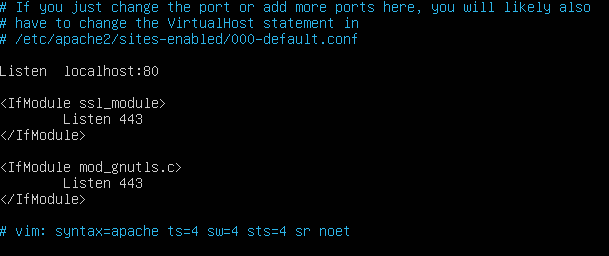 # If you just change the port or add more ports here, you will likely also
# have to change the VirtualHost statement in
# /etc/apache2/sites-enabled/000-default.conf
Listen  localhost:80
<IfModule ssl_module>
        Listen 443
</IfModule>
<IfModule mod_gnutls.c>
        Listen 443
</IfModule>
# vim: syntax=apache ts=4 sw=4 sts=4 sr noet